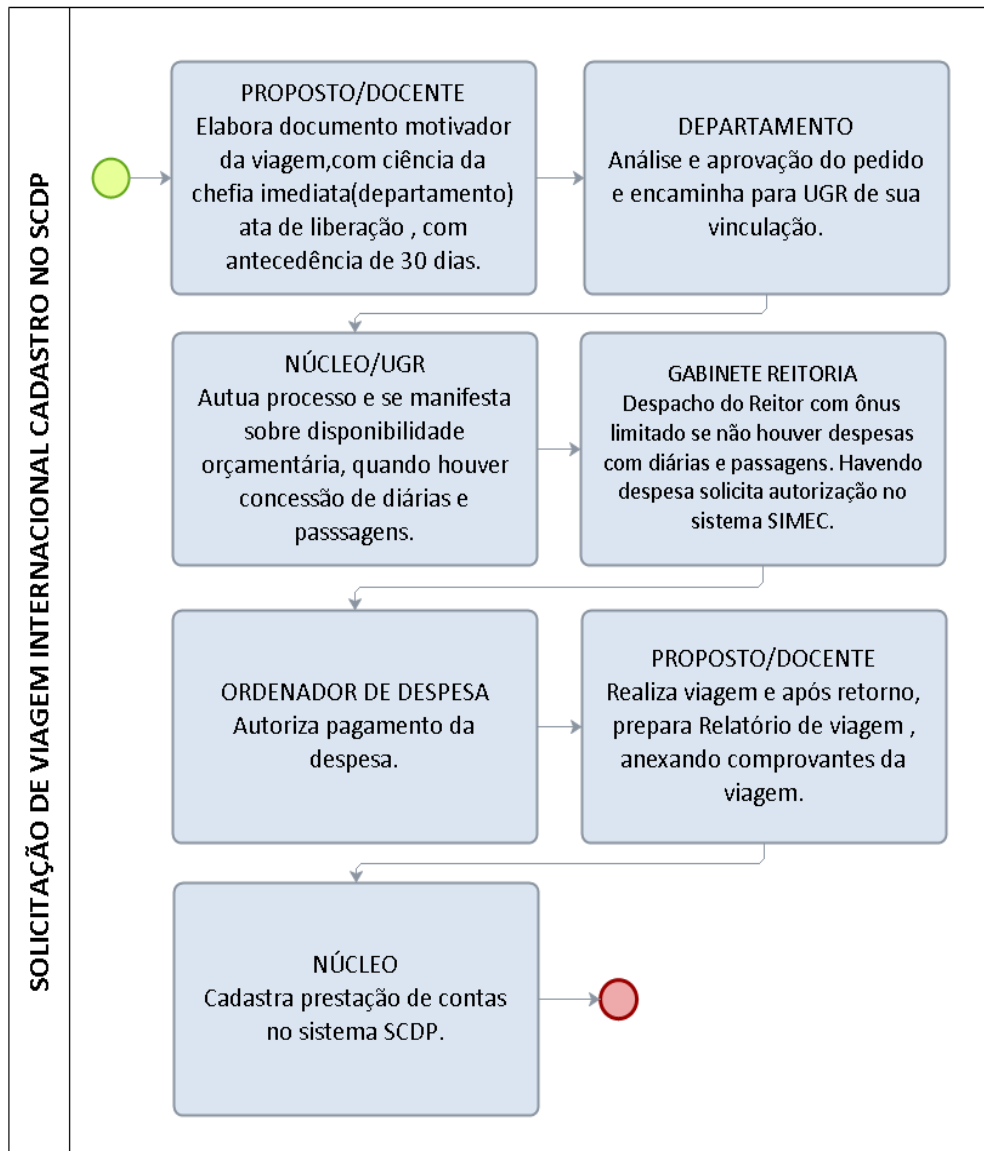 SOLICITAÇÃO DE VIAGEM INTERNACIONAL CADASTRO NO SCDP
PROPOSTO/DOCENTE
Elabora documento motivador
da viagem,com ciência da
chefia imediata(departamento)
ata de liberação , com
antecedência de 30 dias.
DEPARTAMENTO
Análise e aprovação do pedido
e encaminha para UGR de sua
vinculação.
NÚCLEO/UGR
Autua processo e se manifesta
sobre disponibilidade
orçamentária, quando houver
concessão de diárias e
passsagens.
GABINETE REITORIA
Despacho do Reitor com ônus
limitado se não houver despesas
com diárias e passagens. Havendo
despesa solicita autorização no
sistema SIMEC.
ORDENADOR DE DESPESA
Autoriza pagamento da
despesa.
PROPOSTO/DOCENTE
Realiza viagem e após retorno,
prepara Relatório de viagem ,
anexando comprovantes da
viagem.
NÚCLEO
Cadastra prestação de contas
no sistema SCDP.